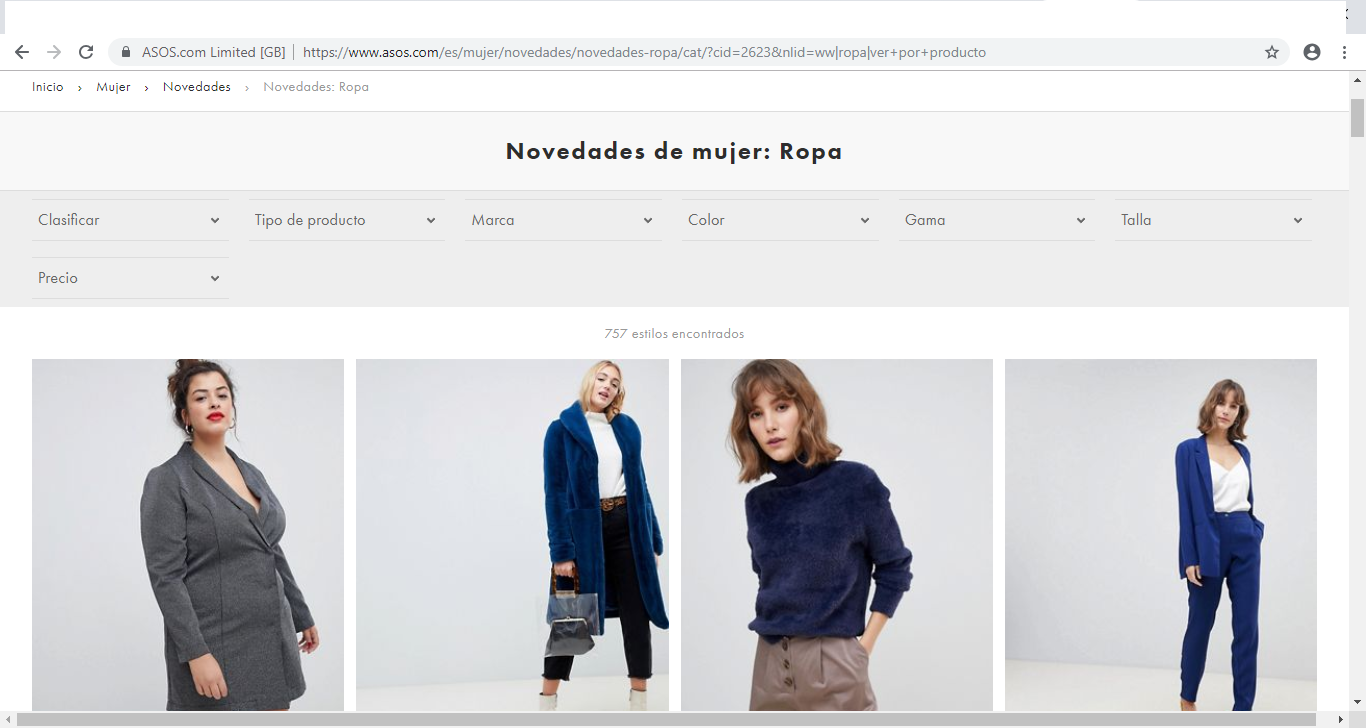 ASOS.com Limited [GB] https://www.asos.com/es/mujer/novedades/novedades-ropa/cat/?cid=2623&nlid=ww|ropa|ver+por+producto
Inicio › Mujer › Novedades › Novedades: Ropa
Novedades de mujer: Ropa
Clasificar Tipo de producto Marca Color Gama Talla
Precio
757 estilos encontrados